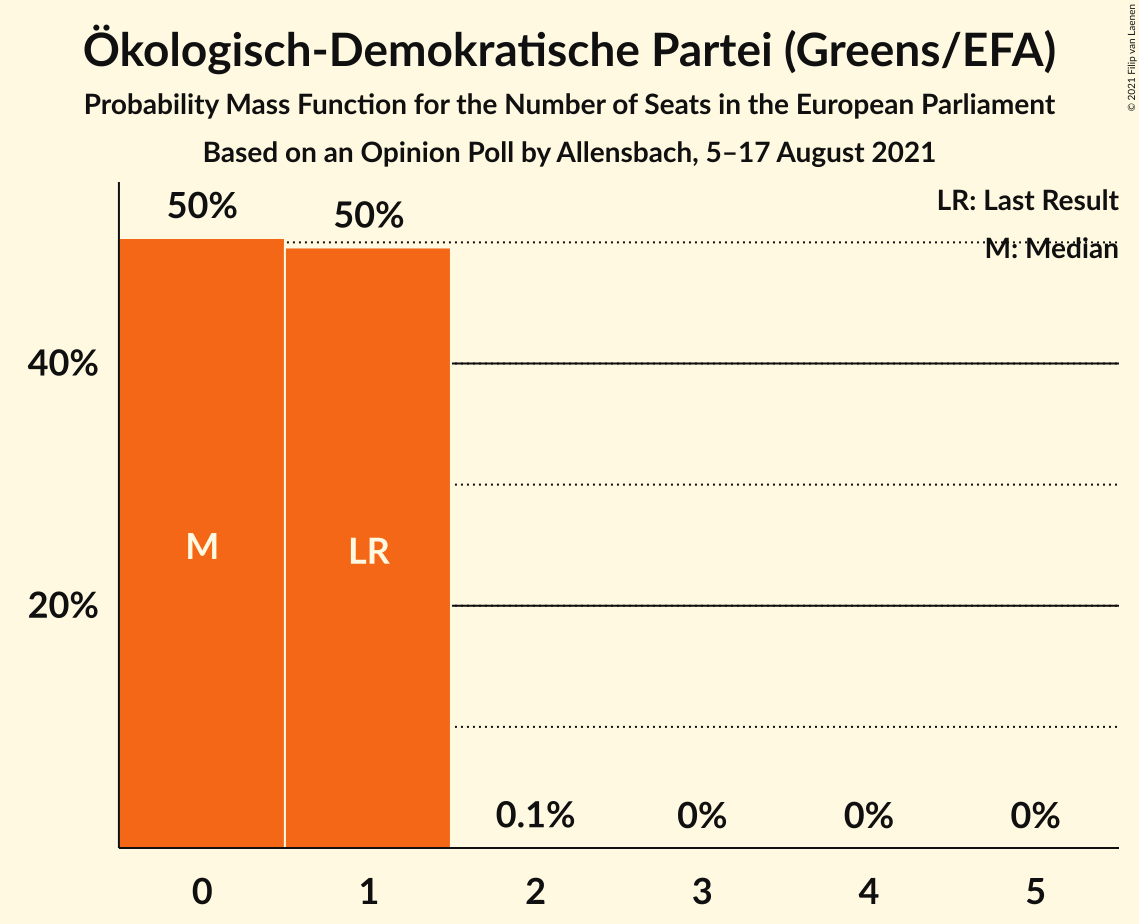 Ökologisch-Demokratische Partei (Greens/EFA)
Probability Mass Function for the Number of Seats in the European Parliament
Based on an Opinion Poll by Allensbach, 5–17 August 2021
© 2021 Filip van Laenen
LR: Last Result
M: Median
50%
50%
40%
M
LR
20%
0.1%
0%
0%
0%
0
1
2
3
4
5